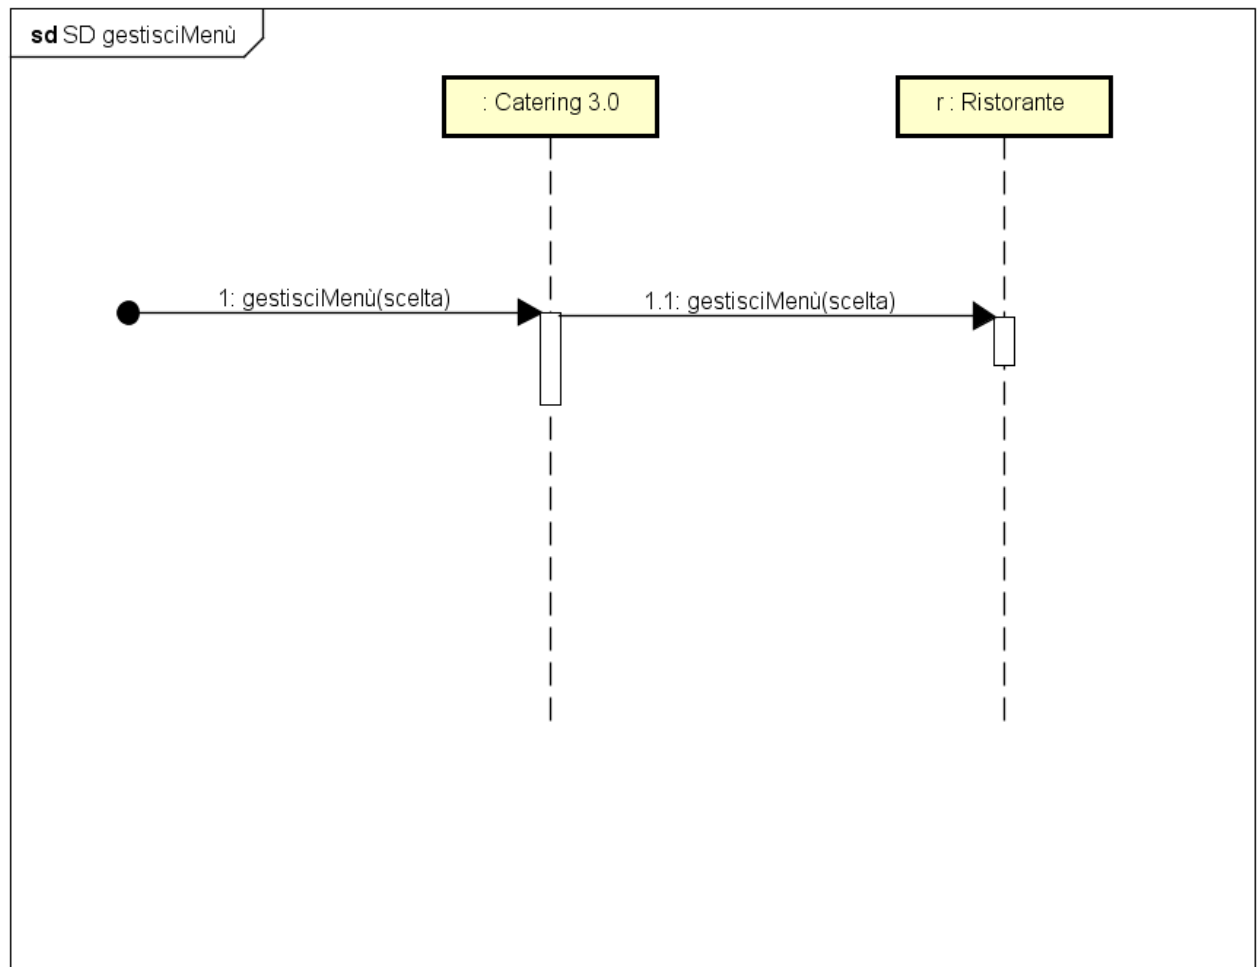 sd SD gestisciMenù
: Catering 3.0
r : Ristorante
1: gestisciMenù(scelta)
1.1: gestisciMenù(scelta)